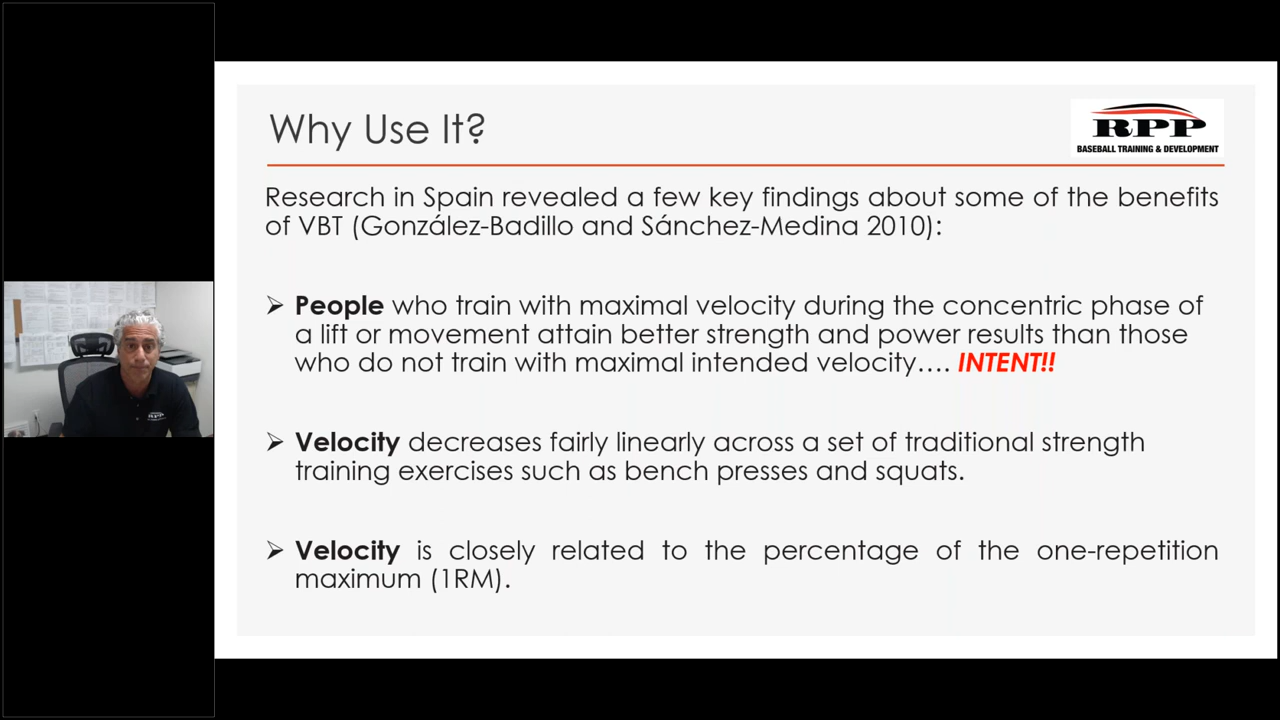 Why Use It?
RPP
BASEBALL TRAINING & DEVELOPMENT
Research in Spain revealed a few key findings about some of the benefits
of VBT (González-Badillo and Sánchez-Medina 2010):
➢ People who train with maximal velocity during the concentric phase of
a lift or movement attain better strength and power results than those
who do not train with maximal intended velocity…. INTENT!!
➢ Velocity decreases fairly linearly across a set of traditional strength
training exercises such as bench presses and squats.
➢ Velocity is closely related to the percentage of the one-repetition
maximum (1RM).
RPP